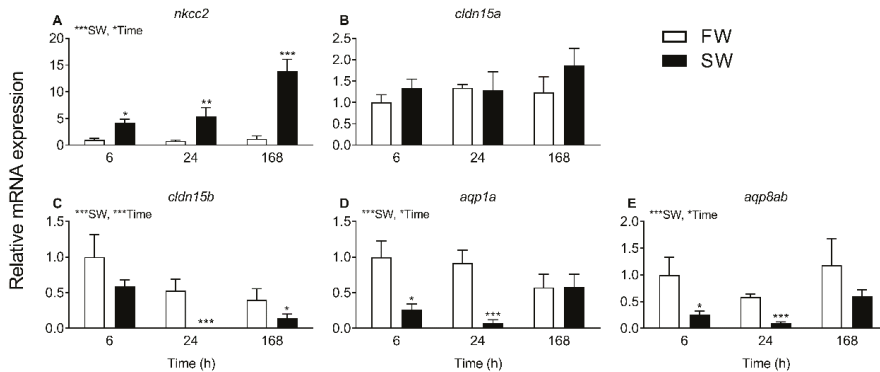 Relative mRNA expression
A
nkcc2
***SW, *Time
20
15
10
5
0
*
**
***
6
24
168
B
cldn15a
2.5
2.0
1.5
1.0
0.5
0.0
6
24
168
FW
SW
C
cldn15b
***SW, ***Time
1.5
1.0
0.5
0.0
***
*
6
24
168
Time (h)
D
aqp1a
***SW, *Time
1.5
1.0
0.5
0.0
*
***
6
24
168
Time (h)
E
aqp8ab
***SW, *Time
2.0
1.5
1.0
0.5
0.0
*
***
6
24
168
Time (h)